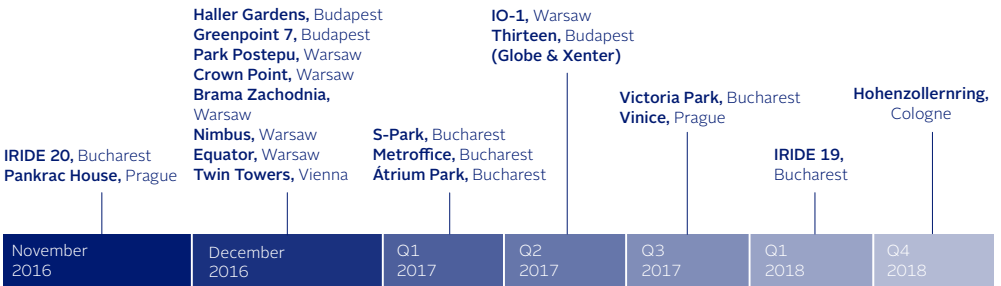 IRIDE 20, Bucharest
Pankrac House, Prague
Haller Gardens, Budapest
Greenpoint 7, Budapest
Park Postepu, Warsaw
Crown Point, Warsaw
Brama Zachodnia,
Warsaw
Nimbus, Warsaw
Equator, Warsaw
Twin Towers, Vienna
S-Park, Bucharest
Metroffice, Bucharest
Átrium Park, Bucharest
IO-1, Warsaw
Thirteen, Budapest
(Globe & Xenter)
Victoria Park, Bucharest
Vinice, Prague
IRIDE 19,
Bucharest
Hohenzollernring,
Cologne
November
2016
December
2016
Q1
2017
Q2
2017
Q3
2017
Q1
2018
Q4
2018